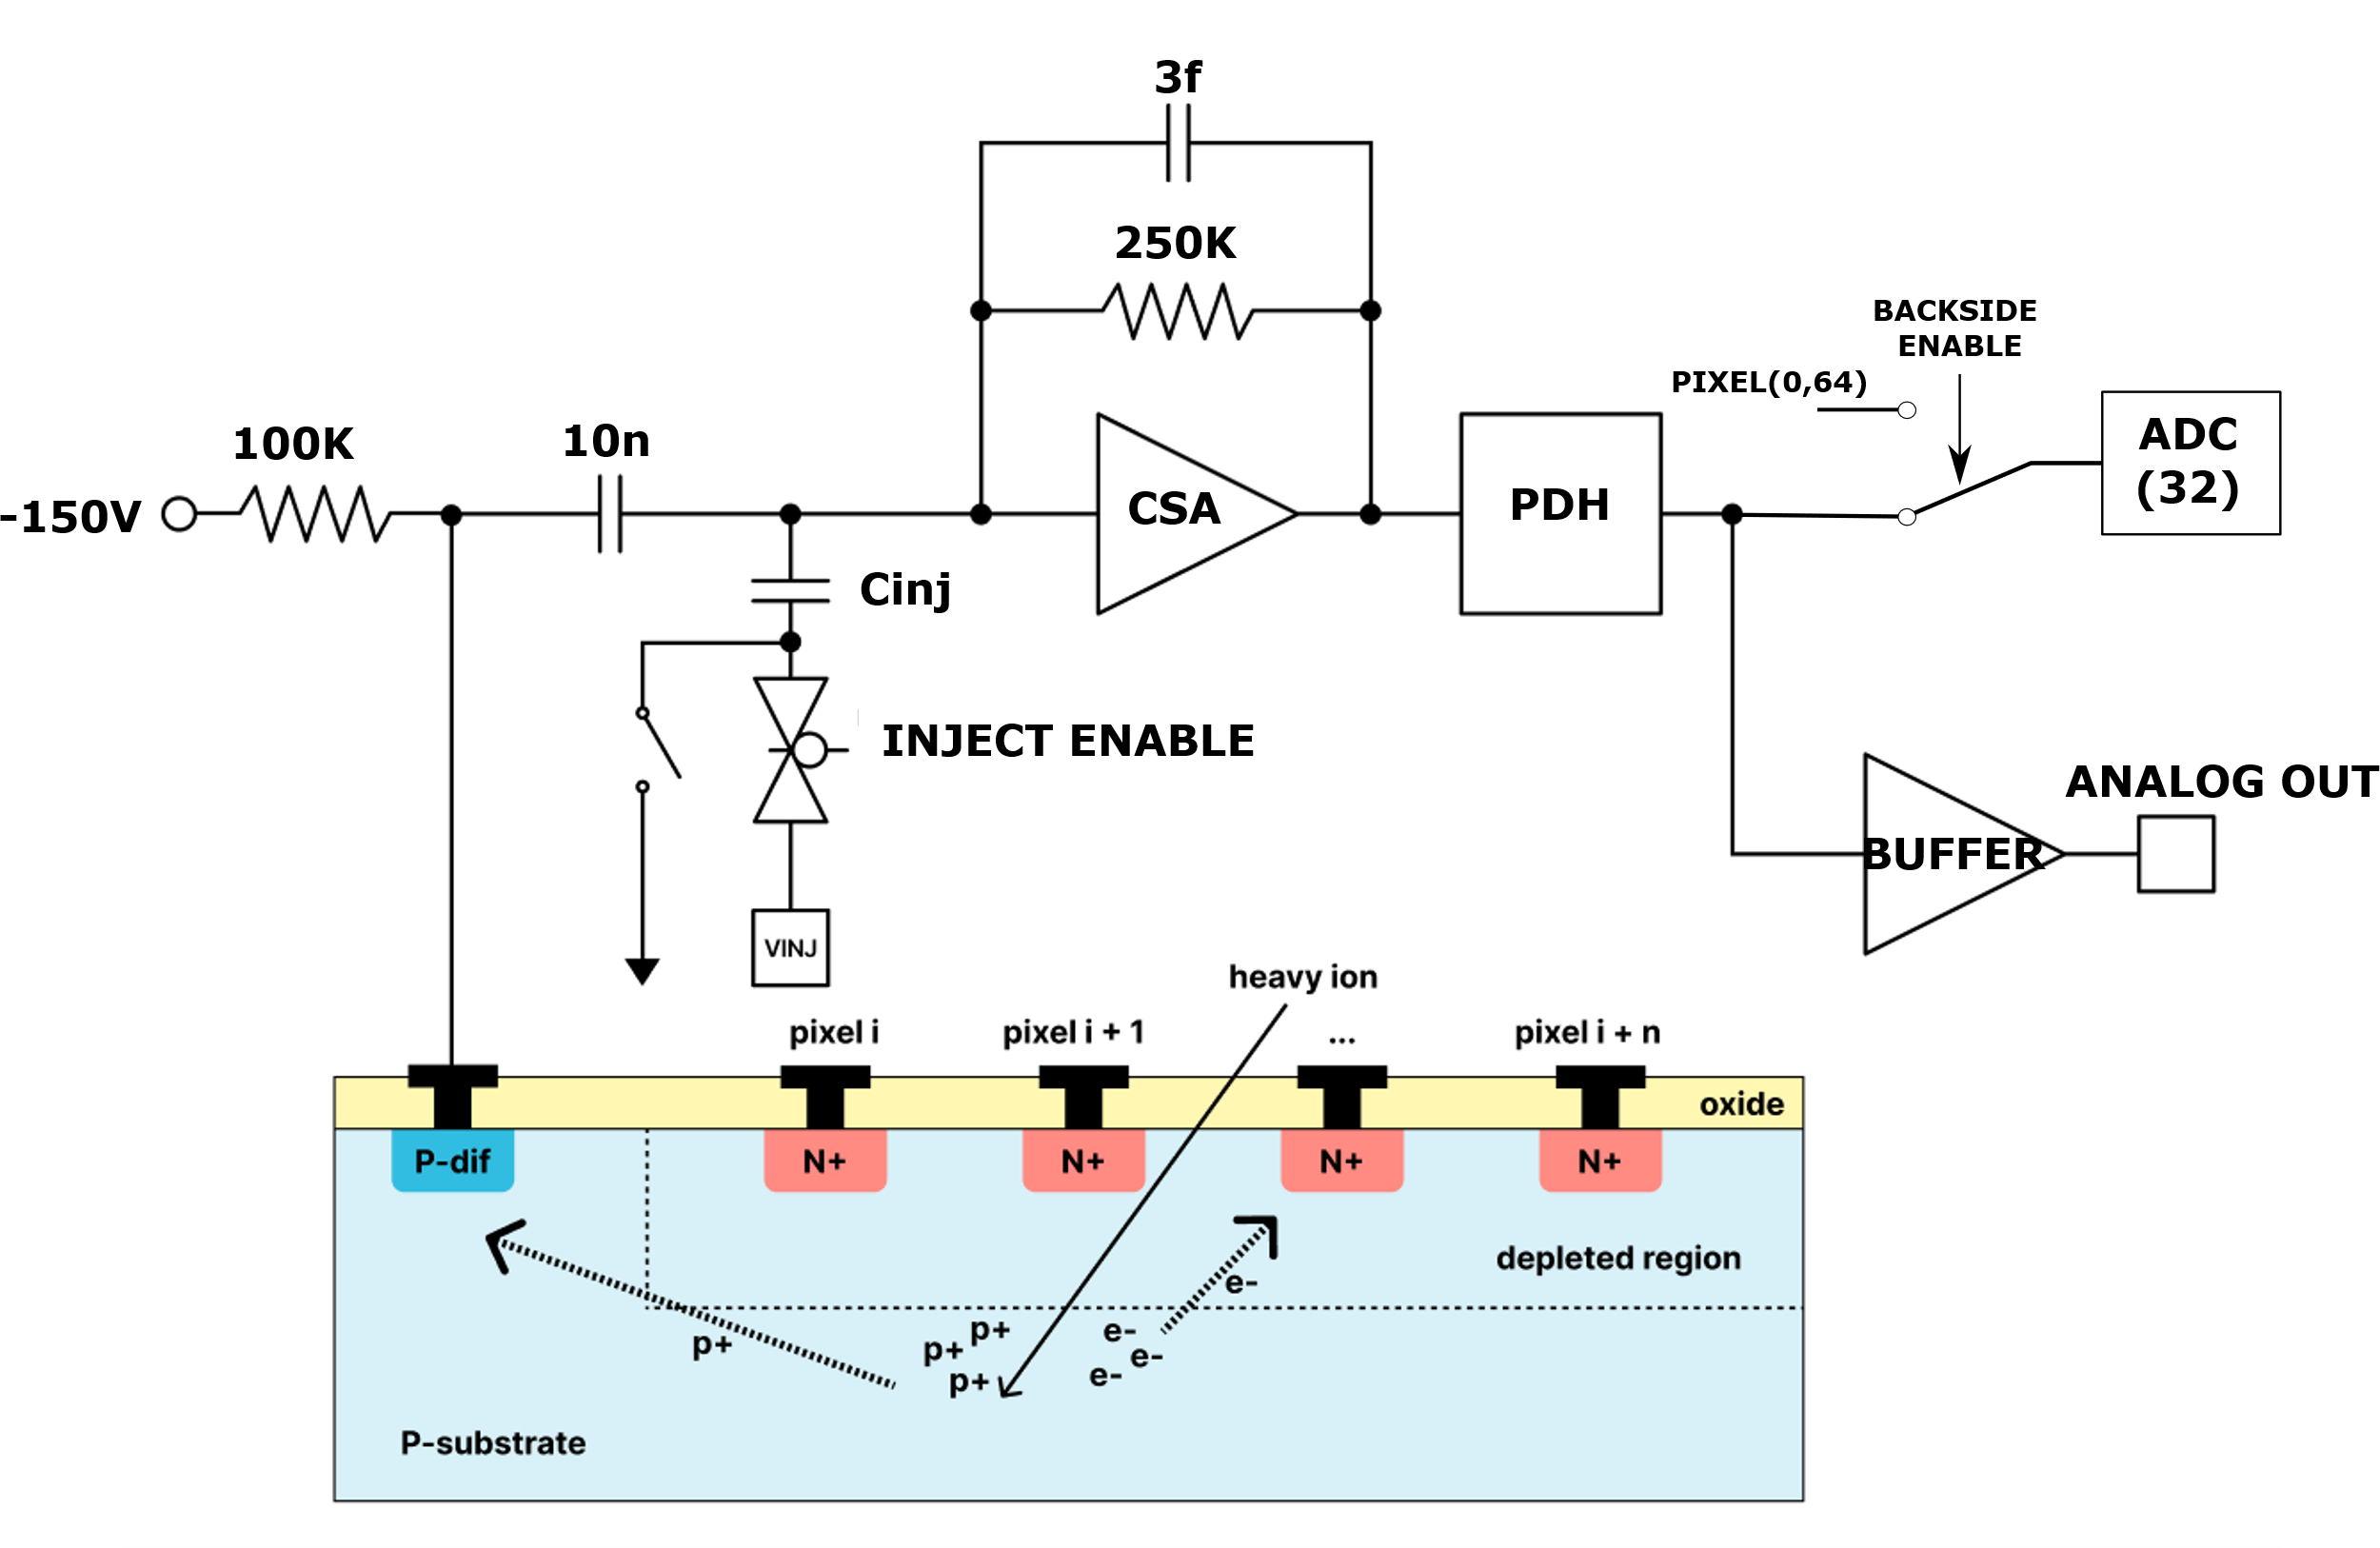 3f
250K
BACKSIDE
ENABLE
PIXEL(0,64)
100K
10n
ADC
(32)
-150V
CSA
PDH
Cinj
INJECT ENABLE
ANALOG OUT
BUFFER
VINJ
heavy ion
pixel i
pixel i + 1
...
pixel i + n
oxide
P-dif
N+
N+
N+
N+
depleted region
e-
p+
p+
e-
p+
e-
p+
e-
P-substrate